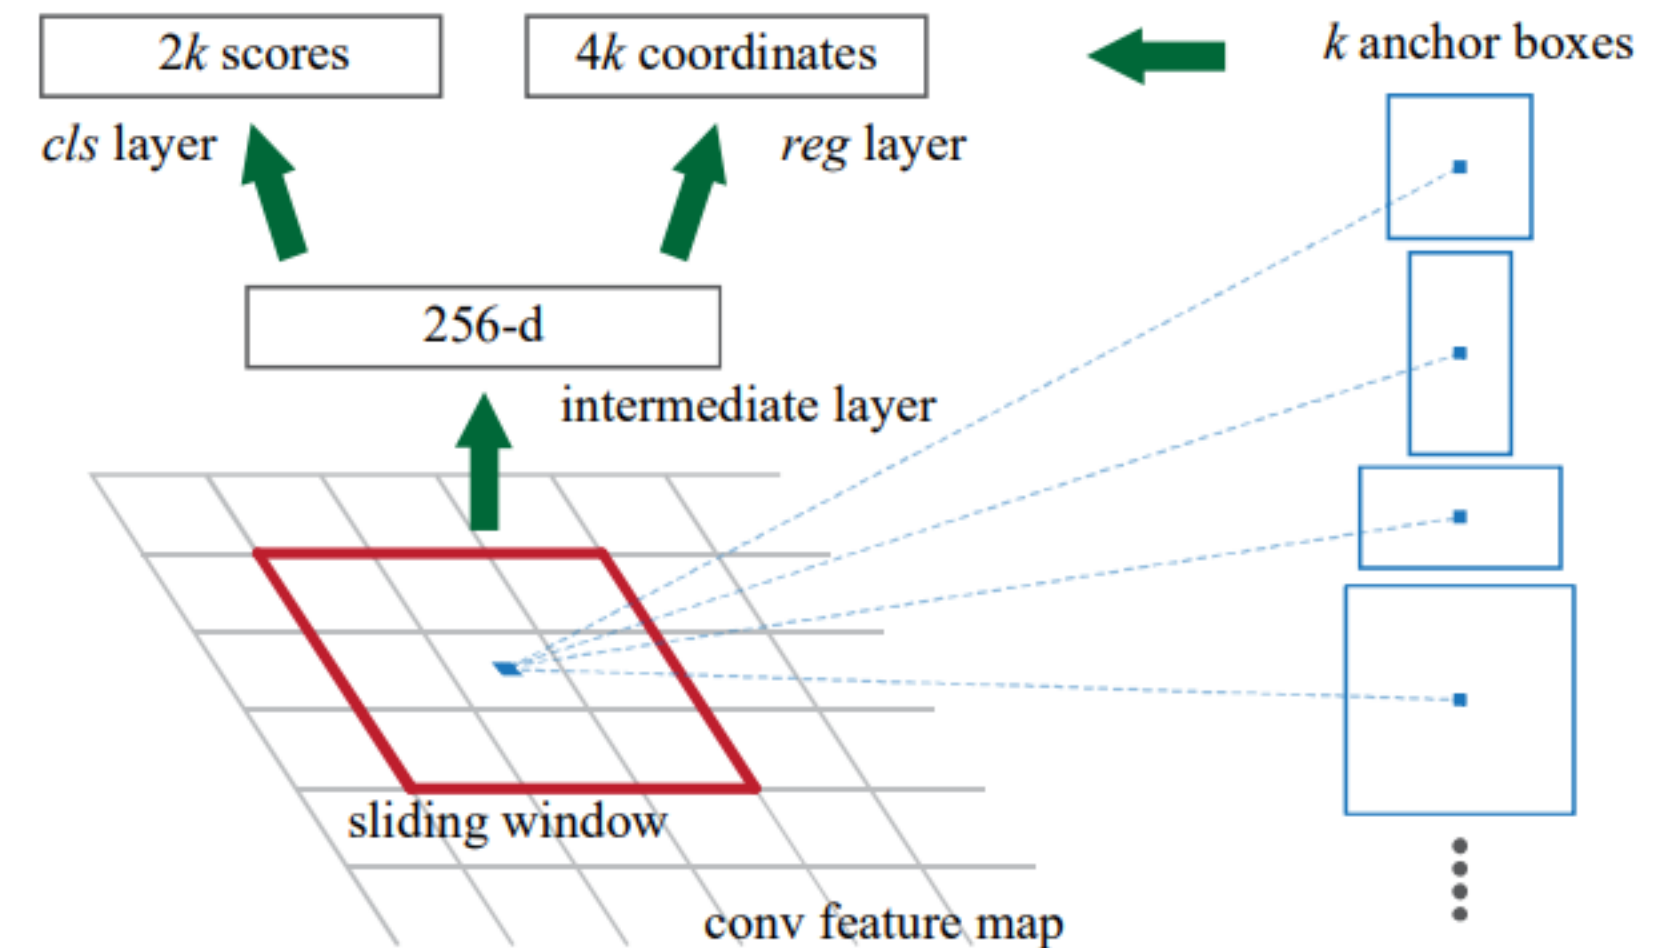 2k scores
4k coordinates
k anchor boxes
cls layer
reg layer
256-d
intermediate layer
sliding window
conv feature map